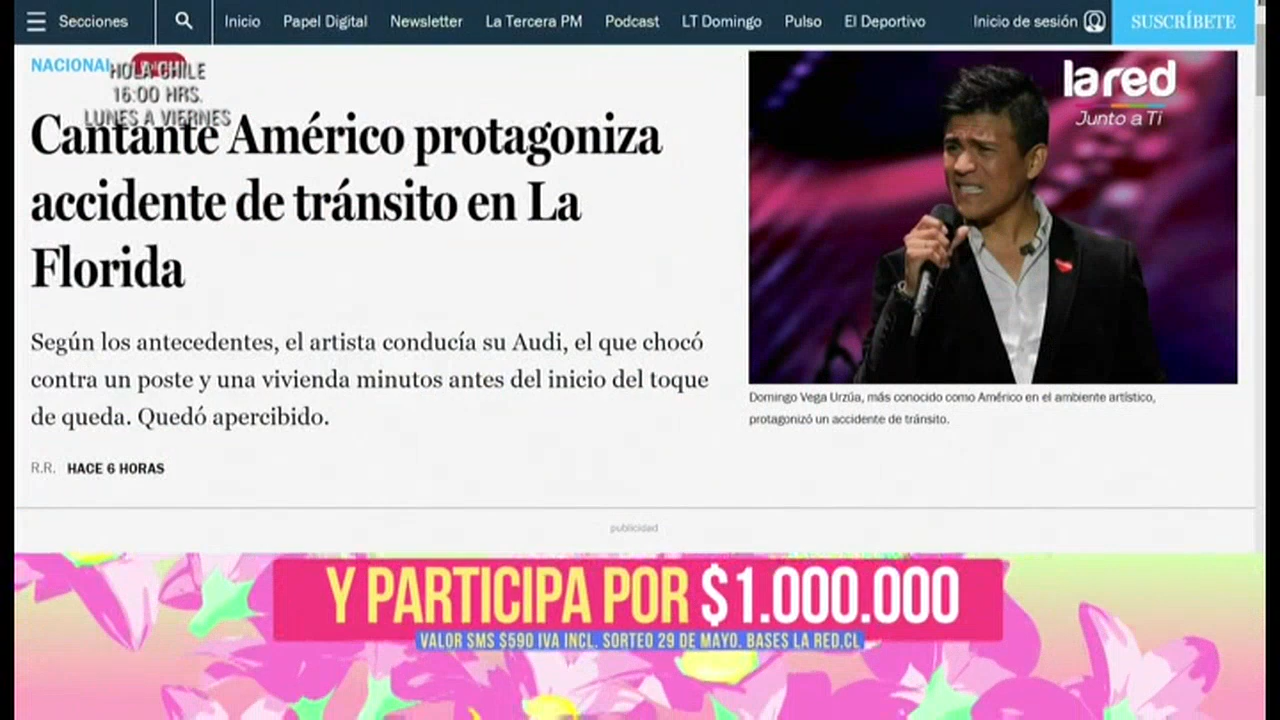 Secciones
Inicio
Papel Digital
Newsletter
La Tercera PM
Podcast
LT Domingo
Pulso
El Deportivo
Inicio de sesión
SUSCRÍBETE
NACIONAL
HOLA CHILE
16:00 HRS.
LUNES A VIERNES
Cantante Américo protagoniza
accidente de tránsito en La
Florida
Según los antecedentes, el artista conducía su Audi, el que chocó
contra un poste y una vivienda minutos antes del inicio del toque
de queda. Quedó apercibido.
R.R. HACE 6 HORAS
la red
Junto a Ti
Domingo Vega Urzúa, más conocido como Américo en el ambiente artístico,
protagonizó un accidente de tránsito.
publicidad
Y PARTICIPA POR $1.000.000
VALOR SMS $590 IVA INCL. SORTEO 29 DE MAYO. BASES LA RED.CL